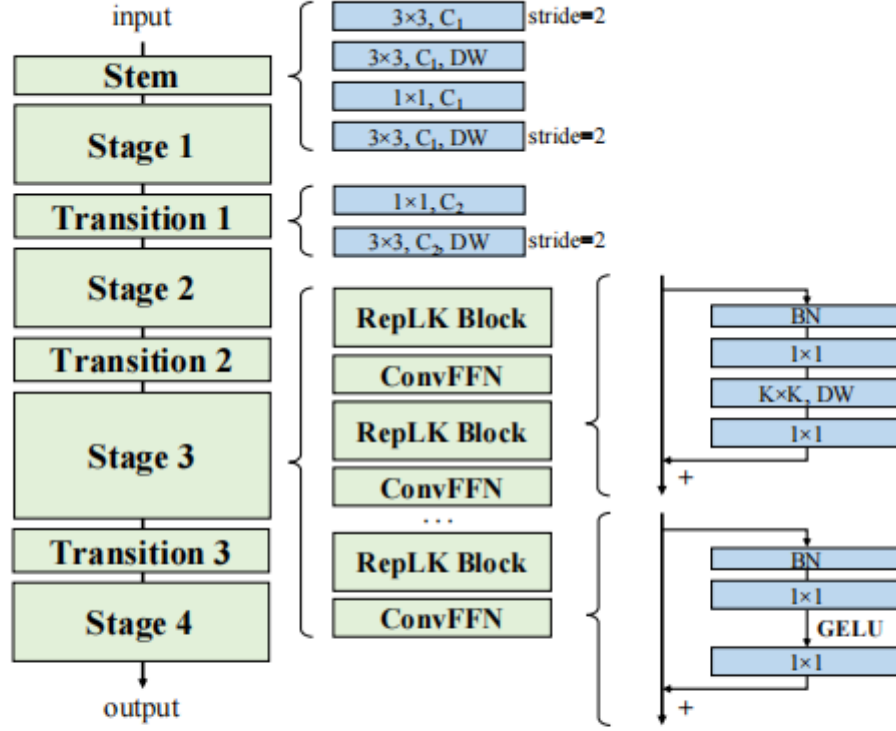 input
Stem
Stage 1
Transition 1
Stage 2
Transition 2
Stage 3
Transition 3
Stage 4
output
3×3, C₁ stride=2
3×3, C₁, DW
1×1, C₁
3×3, C₁, DW stride=2
1×1, C₂
3×3, C₂, DW stride=2
RepLK Block
ConvFFN
RepLK Block
ConvFFN
...
RepLK Block
ConvFFN
BN
1×1
K×K, DW
1×1
+
BN
1×1
GELU
1×1
+